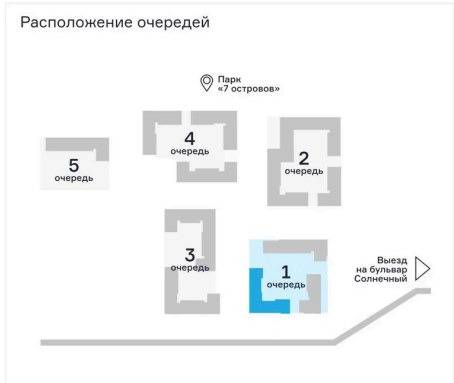 Расположение очередей
Парк
«7 островов»
4
очередь
2
очередь
5
очередь
3
очередь
1
очередь
Выезд
на бульвар
Солнечный